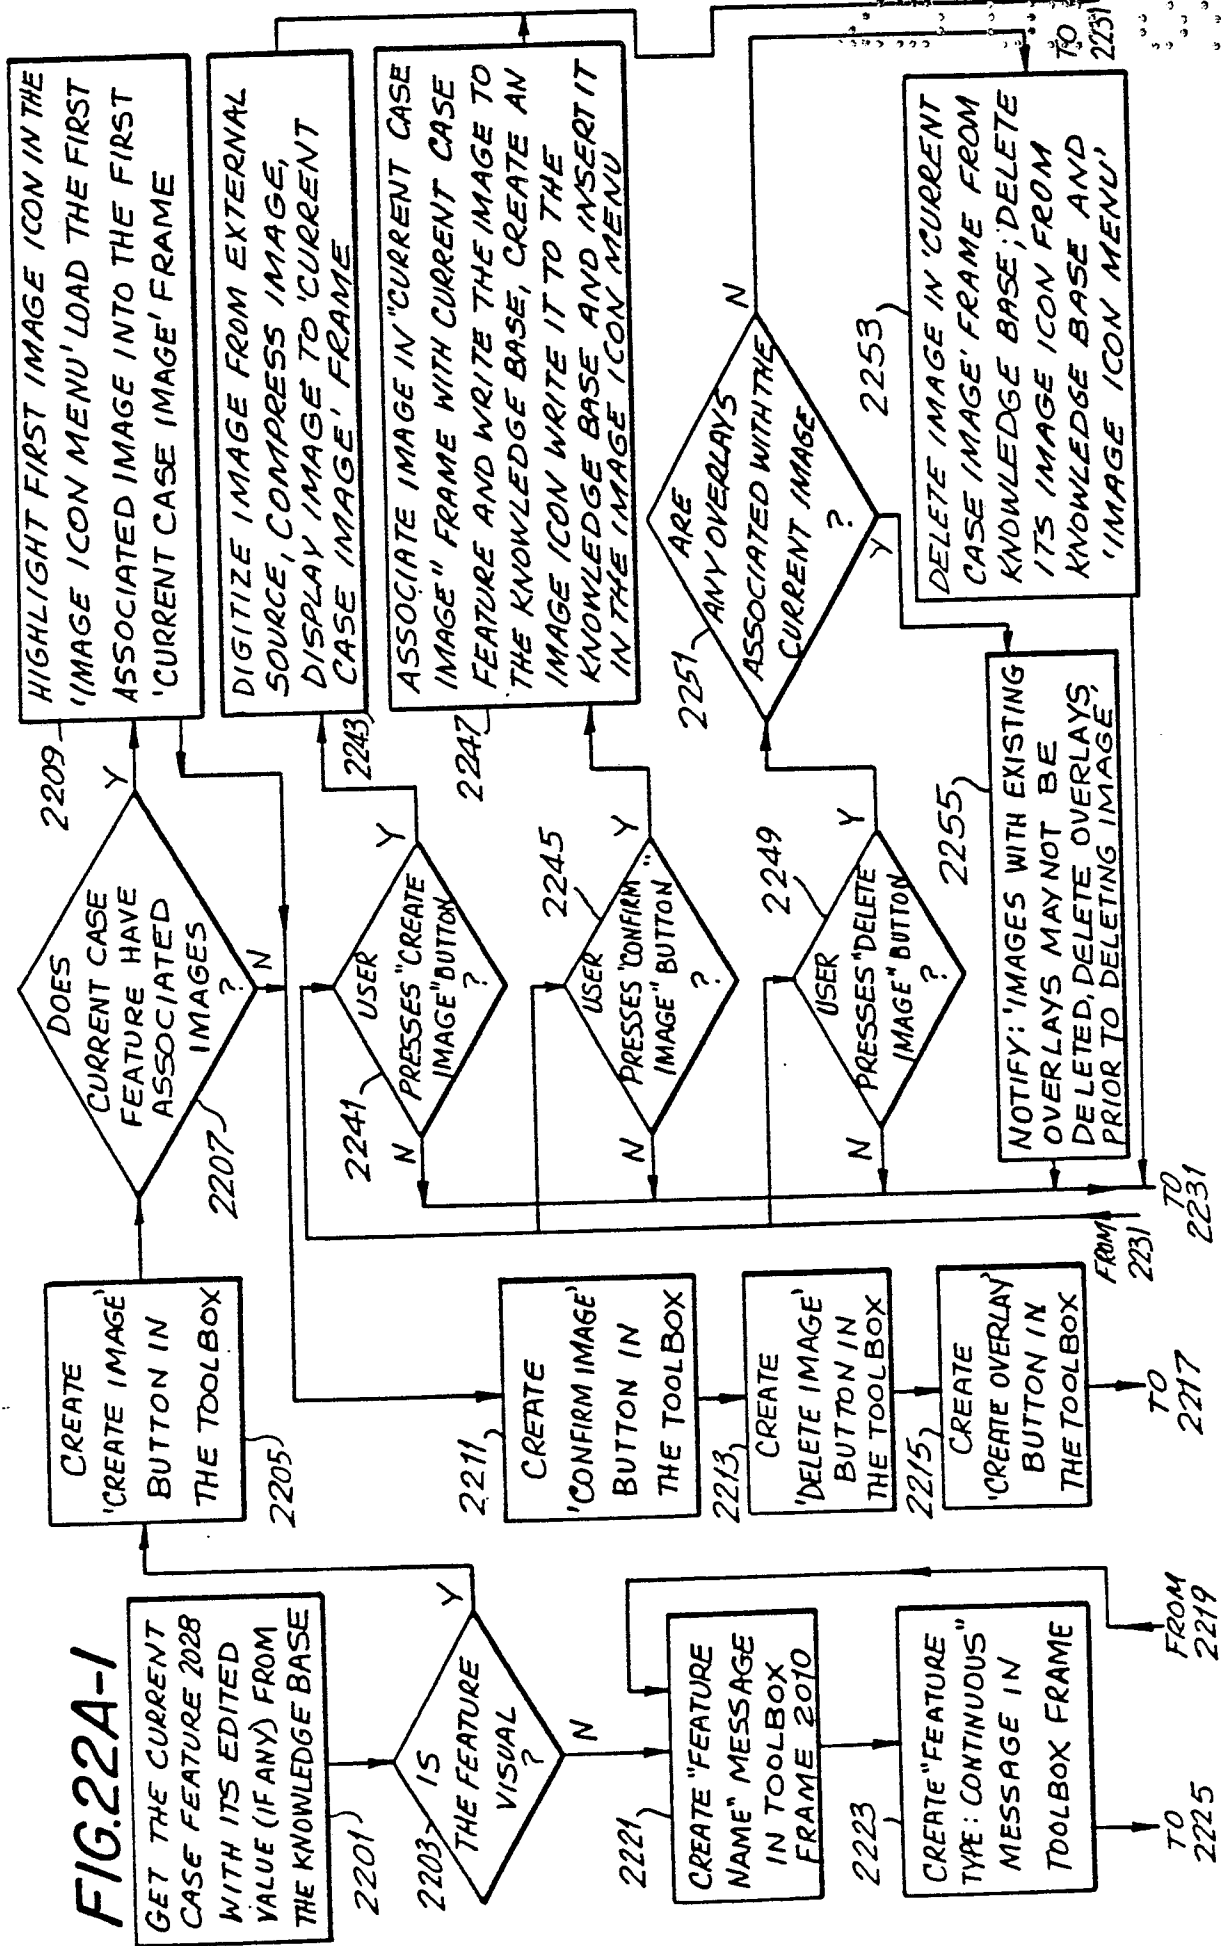 FIG.22A-1
GET THE CURRENT
CASE FEATURE 2028
WITH ITS EDITED
VALUE (IF ANY) FROM
THE KNOWLEDGE BASE
2201
2203
IS
THE FEATURE
VISUAL
?
Y
N
CREATE
'CREATE IMAGE'
BUTTON IN
THE TOOLBOX
2205
DOES
CURRENT CASE
FEATURE HAVE
ASSOCIATED
IMAGES
?
2207
Y
N
2209
HIGHLIGHT FIRST IMAGE ICON IN THE
'IMAGE ICON MENU' LOAD THE FIRST
ASSOCIATED IMAGE INTO THE FIRST
'CURRENT CASE IMAGE' FRAME
2211
CREATE
'CONFIRM IMAGE'
BUTTON IN
THE TOOLBOX
2213
CREATE
'DELETE IMAGE'
BUTTON IN
THE TOOLBOX
2215
CREATE
'CREATE OVERLAY'
BUTTON IN
THE TOOLBOX
TO
2217
2221
CREATE "FEATURE
NAME" MESSAGE
IN TOOLBOX
FRAME 2010
2223
CREATE "FEATURE
TYPE: CONTINUOUS"
MESSAGE IN
TOOLBOX FRAME
TO
2225
FROM
2219
2241
USER
PRESSES "CREATE
IMAGE" BUTTON
?
Y
N
2243
DIGITIZE IMAGE FROM EXTERNAL
SOURCE, COMPRESS IMAGE,
DISPLAY IMAGE TO 'CURRENT
CASE IMAGE' FRAME
2245
USER
PRESSES "CONFIRM
IMAGE" BUTTON
?
Y
N
2247
ASSOCIATE IMAGE IN "CURRENT CASE
IMAGE" FRAME WITH CURRENT CASE
FEATURE AND WRITE THE IMAGE TO
THE KNOWLEDGE BASE, CREATE AN
IMAGE ICON WRITE IT TO THE
KNOWLEDGE BASE AND INSERT IT
IN THE IMAGE ICON MENU
2249
USER
PRESSES "DELETE
IMAGE" BUTTON
?
Y
N
2251
ARE
ANY OVERLAYS
ASSOCIATED WITH THE
CURRENT IMAGE
?
N
Y
2253
DELETE IMAGE IN 'CURRENT
CASE IMAGE' FRAME FROM
KNOWLEDGE BASE; DELETE
ITS IMAGE ICON FROM
KNOWLEDGE BASE AND
'IMAGE ICON MENU'
2255
NOTIFY: 'IMAGES WITH EXISTING
OVERLAYS MAY NOT BE
DELETED, DELETE OVERLAYS,
PRIOR TO DELETING IMAGE'
FROM
2231
TO
2231
TO
2231